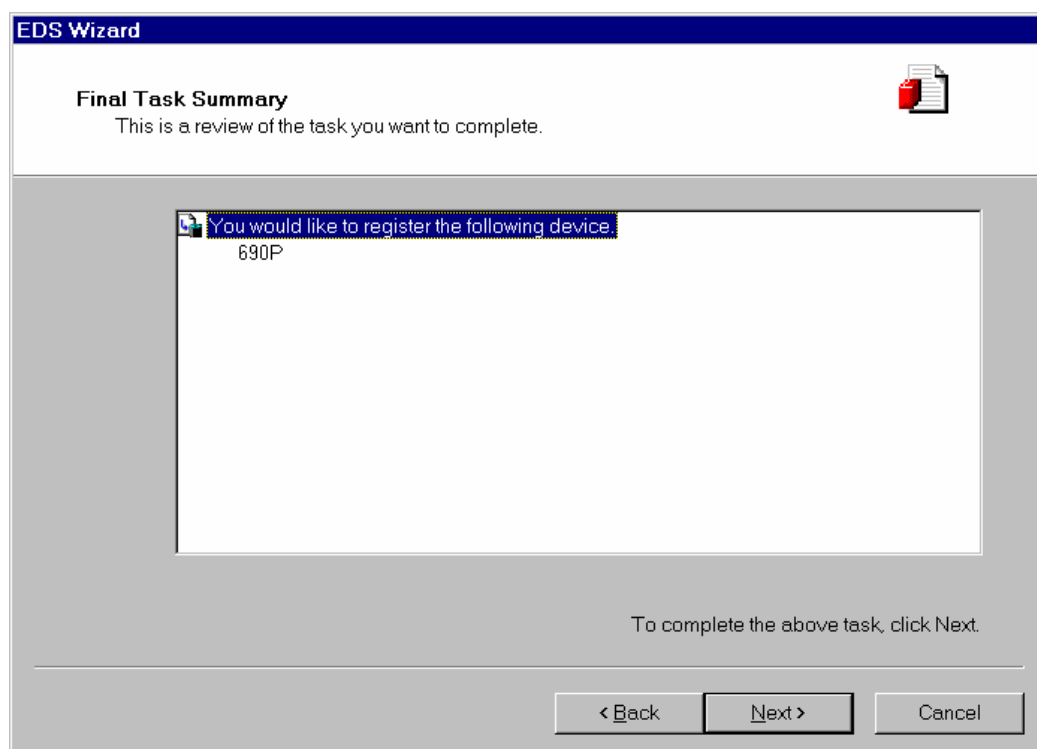 EDS Wizard
Final Task Summary
This is a review of the task you want to complete.
You would like to register the following device.
690P
To complete the above task, click Next.
< Back
Next >
Cancel